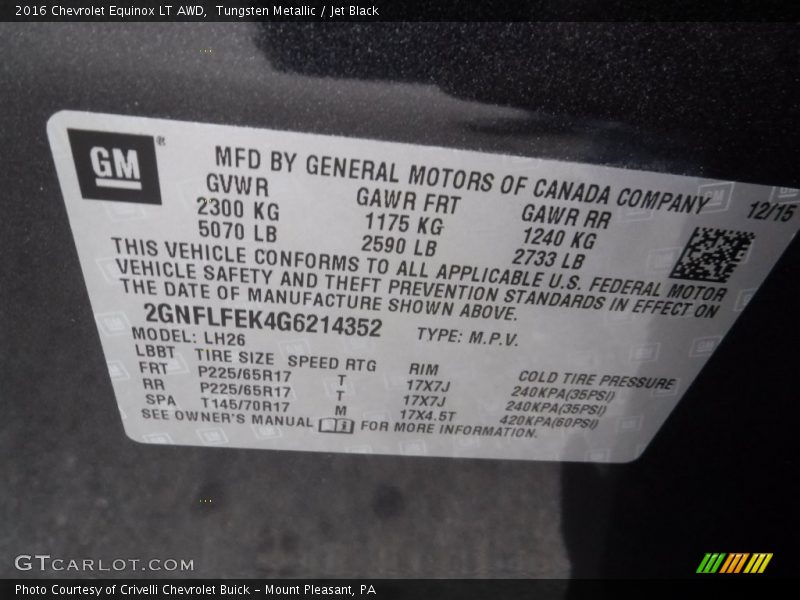 2016 Chevrolet Equinox LT AWD, Tungsten Metallic / Jet Black
GM®
MFD BY GENERAL MOTORS OF CANADA COMPANY
GVWR GAWR FRT GAWR RR 12/15
2300 KG 1175 KG 1240 KG
5070 LB 2590 LB 2733 LB
THIS VEHICLE CONFORMS TO ALL APPLICABLE U.S. FEDERAL MOTOR
VEHICLE SAFETY AND THEFT PREVENTION STANDARDS IN EFFECT ON
THE DATE OF MANUFACTURE SHOWN ABOVE.
2GNFLFEK4G6214352 TYPE: M.P.V.
MODEL: LH26
LBBT TIRE SIZE SPEED RTG RIM COLD TIRE PRESSURE
FRT P225/65R17 T 17X7J 240KPA(35PSI)
RR P225/65R17 T 17X7J 240KPA(35PSI)
SPA T145/70R17 M 17X4.5T 420KPA(60PSI)
SEE OWNER'S MANUAL FOR MORE INFORMATION.
GTCARLOT.COM
Photo Courtesy of Crivelli Chevrolet Buick - Mount Pleasant, PA